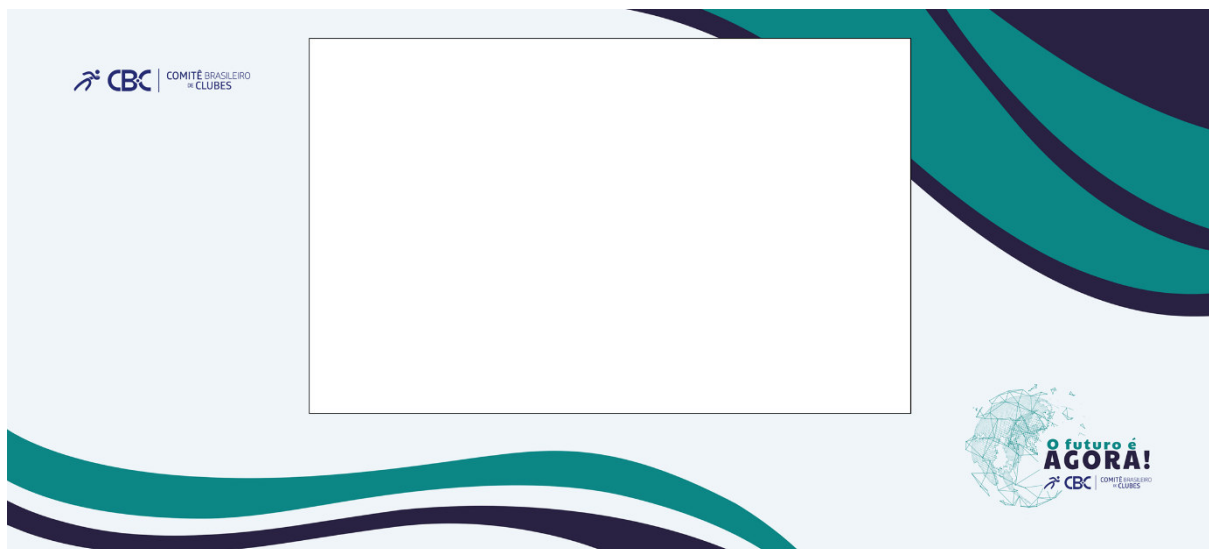 CBC COMITÊ BRASILEIRO
DE CLUBES
O futuro é
AGORA!
CBC COMITÊ BRASILEIRO
DE CLUBES